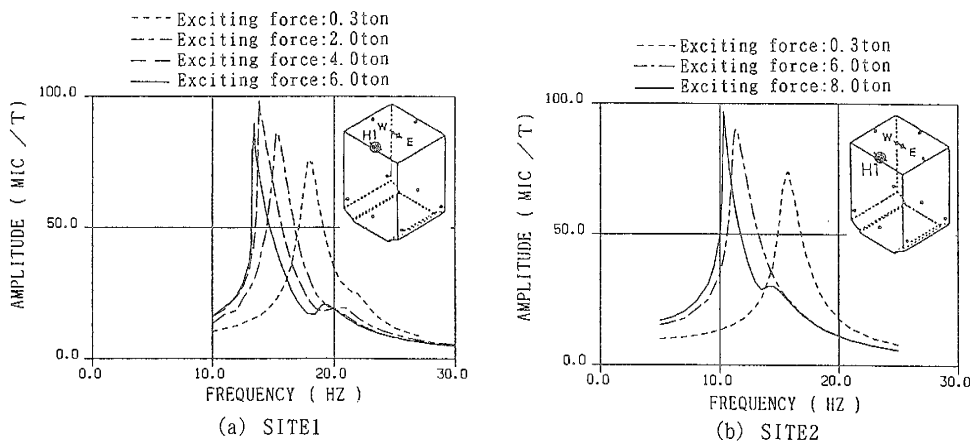 Exciting force:0.3ton
Exciting force:2.0ton
Exciting force:4.0ton
Exciting force:6.0ton
AMPLITUDE ( MIC /T)
100.0
50.0
0.0
0.0
10.0
20.0
30.0
FREQUENCY ( HZ )
W
E
H1
(a) SITE1
Exciting force:0.3ton
Exciting force:6.0ton
Exciting force:8.0ton
AMPLITUDE ( MIC /T)
100.0
50.0
0.0
0.0
10.0
20.0
30.0
FREQUENCY ( HZ )
W
E
H1
(b) SITE2